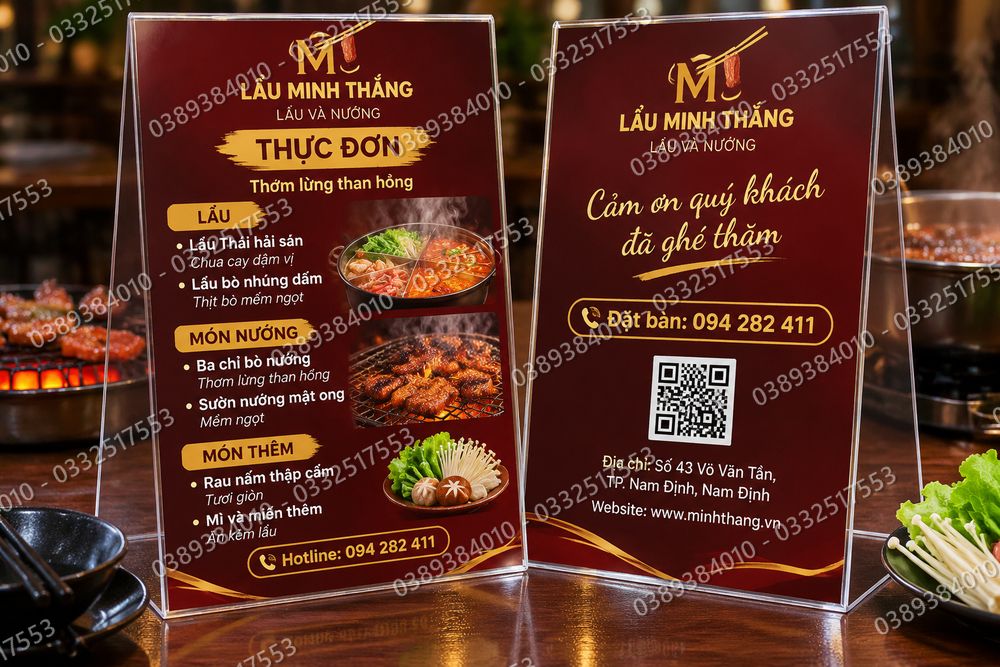 M
LẨU MINH THẮNG
LẨU VÀ NƯỚNG
THỰC ĐƠN
Thơm lừng than hồng
LẨU
• Lẩu Thái hải sản
Chua cay dậm vị
• Lẩu bò nhúng dấm
Thịt bò mềm ngọt
MÓN NƯỚNG
• Ba chỉ bò nướng
Thơm lừng than hồng
• Sườn nướng mật ong
Mềm ngọt
MÓN THÊM
• Rau nấm thập cẩm
Tươi giòn
• Mì và miến thêm
Ăn kèm lẩu
Hotline: 094 282 411
M
LẨU MINH THẮNG
LẨU VÀ NƯỚNG
Cảm ơn quý khách
đã ghé thăm
Đặt bàn: 094 282 411
Địa chỉ: Số 43 Võ Văn Tần,
TP. Nam Định, Nam Định
Website: www.minhthang.vn
0389384010 - 0332517553